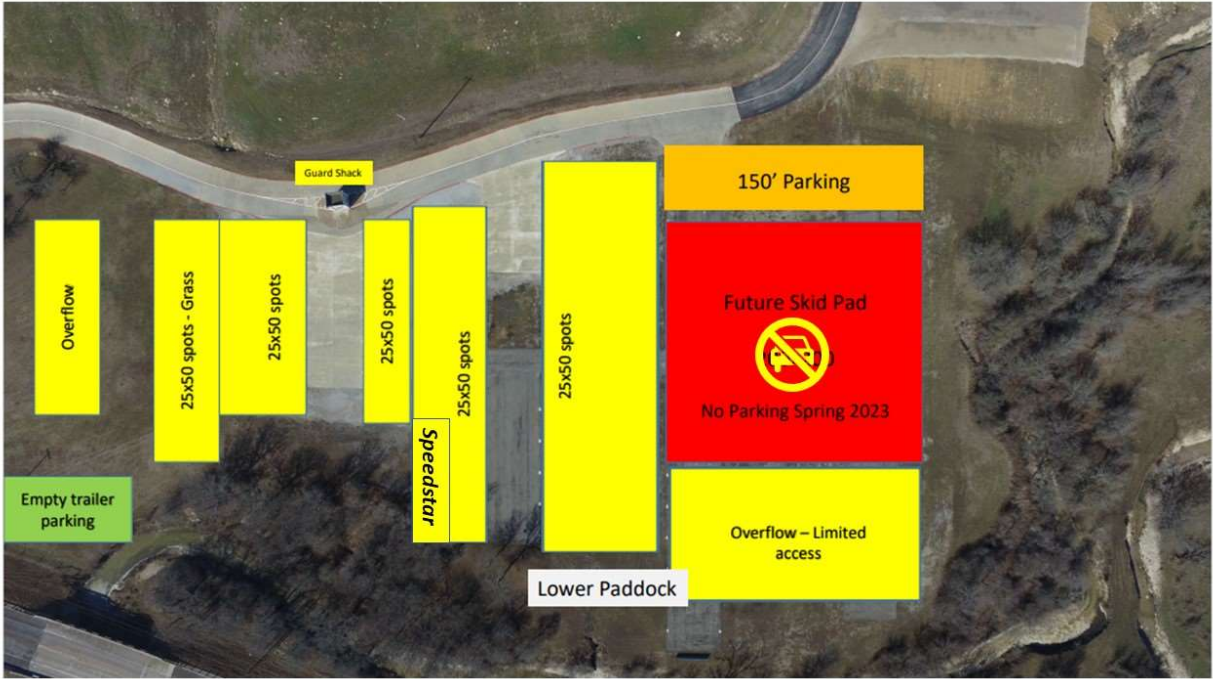 Guard Shack
150’ Parking
Overflow
25x50 spots - Grass
25x50 spots
25x50 spots
25x50 spots
25x50 spots
Speedstar
Future Skid Pad
No Parking Spring 2023
Empty trailer
parking
Overflow – Limited
access
Lower Paddock